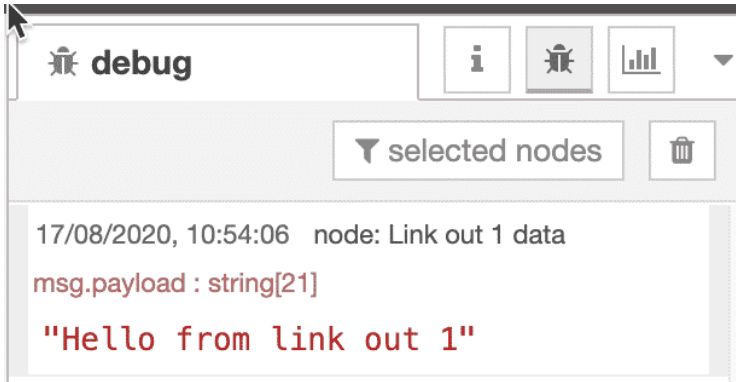 debug
selected nodes
17/08/2020, 10:54:06 node: Link out 1 data
msg.payload : string[21]
"Hello from link out 1"